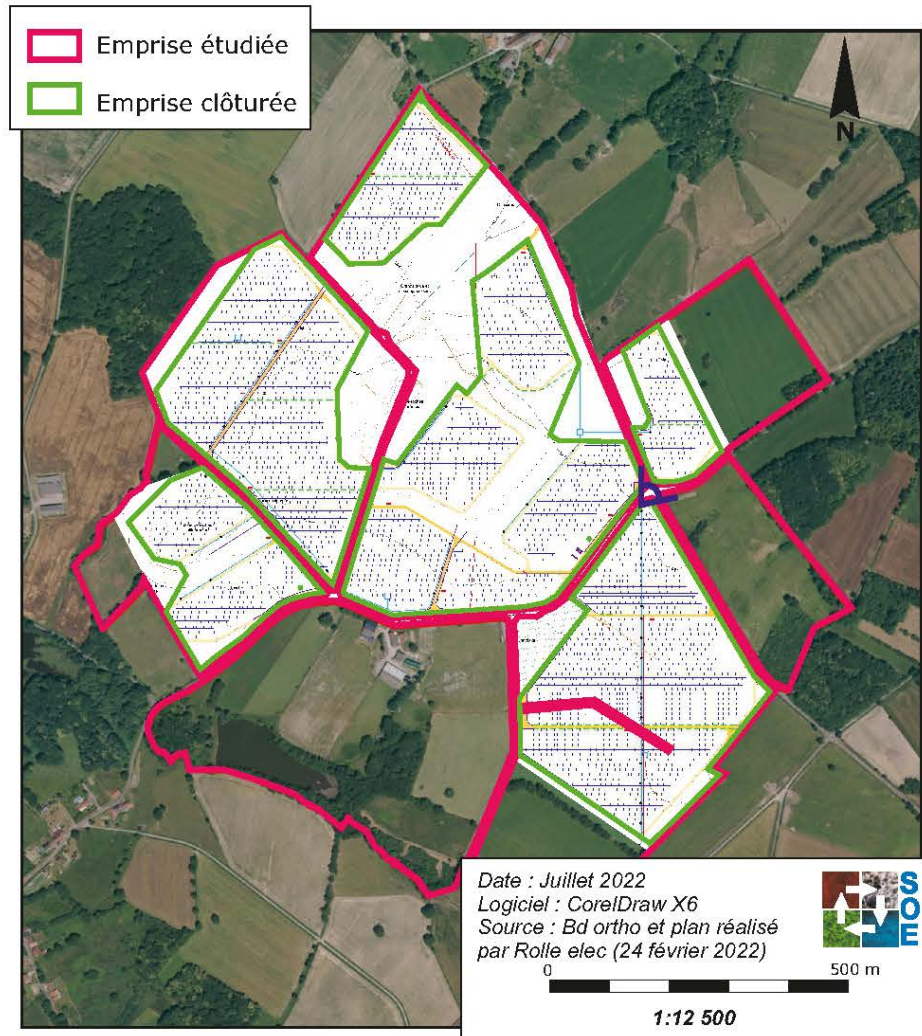 Emprise étudiée
Emprise clôturée
N
Date : Juillet 2022
Logiciel : CorelDraw X6
Source : Bd ortho et plan réalisé
par Rolle elec (24 février 2022)
SOE
0 500 m
1:12 500